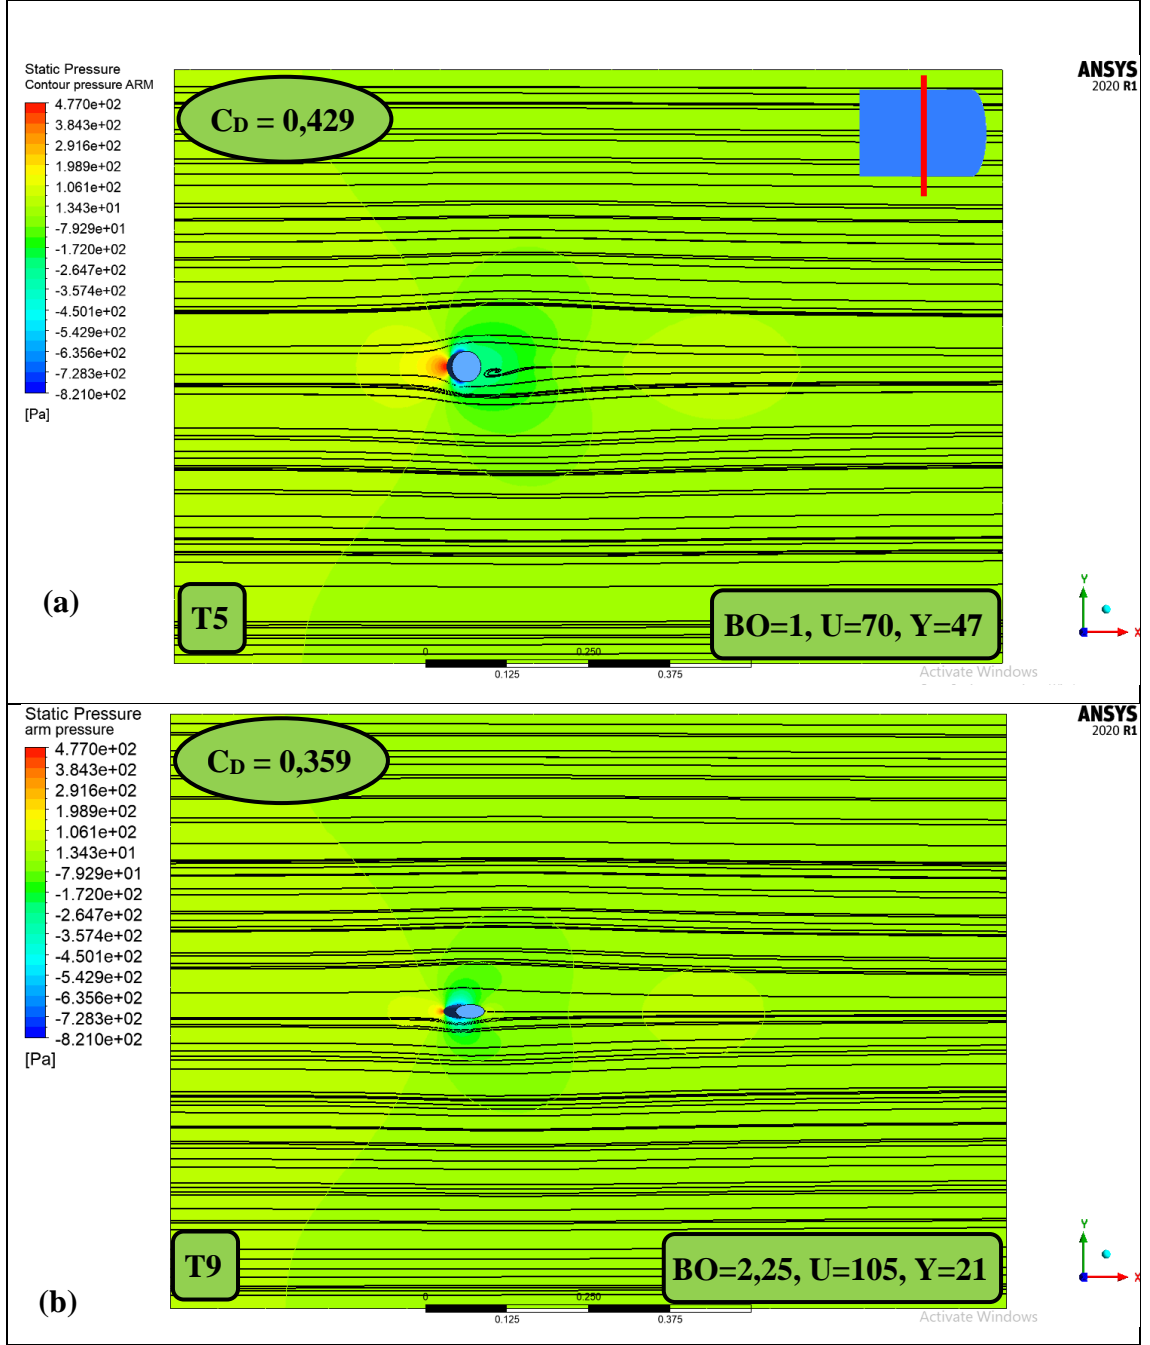 Static Pressure
Contour pressure ARM
4.770e+02
3.843e+02
2.916e+02
1.989e+02
1.061e+02
1.343e+01
-7.929e+01
-1.720e+02
-2.647e+02
-3.574e+02
-4.501e+02
-5.429e+02
-6.356e+02
-7.283e+02
-8.210e+02
[Pa]
CD = 0,429
ANSYS
2020 R1
(a)
T5
BO=1, U=70, Y=47
0
0.250
0.125
0.375
Y
X
Activate Windows
Static Pressure
arm pressure
4.770e+02
3.843e+02
2.916e+02
1.989e+02
1.061e+02
1.343e+01
-7.929e+01
-1.720e+02
-2.647e+02
-3.574e+02
-4.501e+02
-5.429e+02
-6.356e+02
-7.283e+02
-8.210e+02
[Pa]
CD = 0,359
ANSYS
2020 R1
(b)
T9
BO=2,25, U=105, Y=21
0
0.250
0.125
0.375
Y
X
Activate Windows